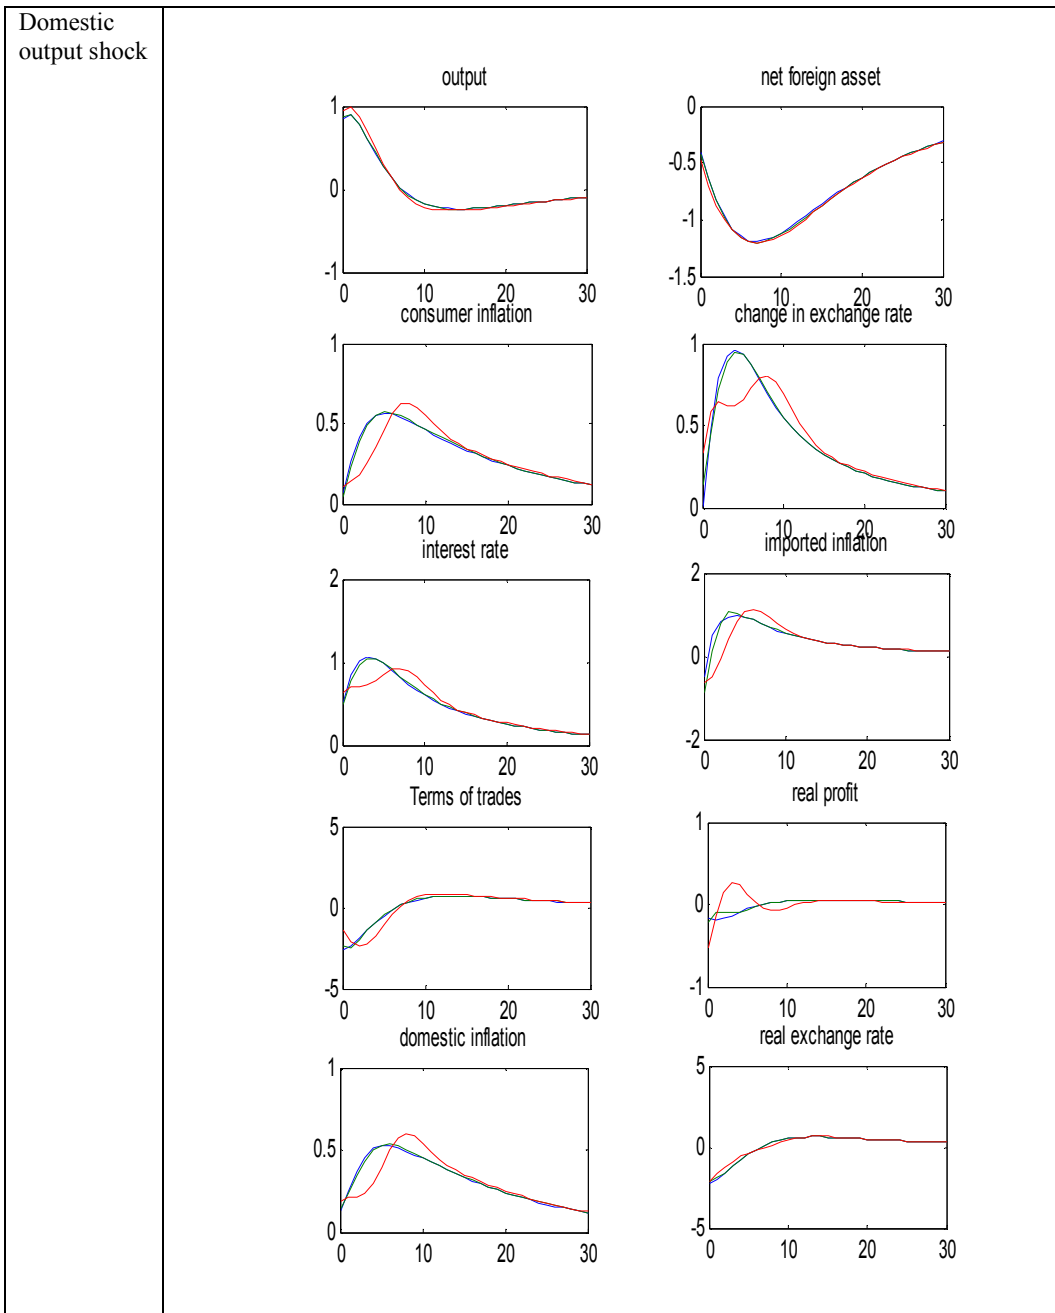 Domestic
output shock
output
1
0
-1
0 10 20 30
net foreign asset
0
-0.5
-1
-1.5
0 10 20 30
consumer inflation
1
0.5
0
0 10 20 30
change in exchange rate
1
0.5
0
0 10 20 30
interest rate
2
1
0
0 10 20 30
imported inflation
2
0
-2
0 10 20 30
Terms of trades
5
0
-5
0 10 20 30
real profit
1
0
-1
0 10 20 30
domestic inflation
1
0.5
0
0 10 20 30
real exchange rate
5
0
-5
0 10 20 30